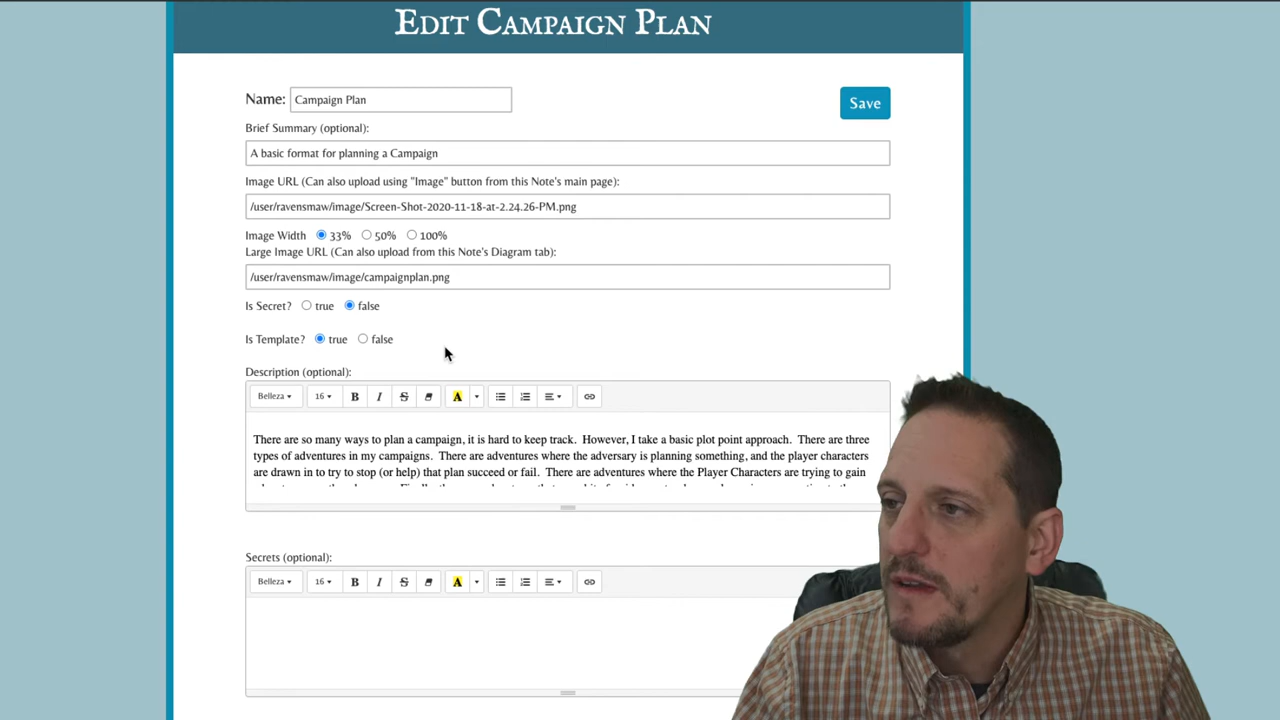 Edit Campaign Plan
Name: Campaign Plan
Save
Brief Summary (optional):
A basic format for planning a Campaign
Image URL (Can also upload using "Image" button from this Note's main page):
/user/ravensmaw/image/Screen-Shot-2020-11-18-at-2.24.26-PM.png
Image Width 33% 50% 100%
Large Image URL (Can also upload from this Note's Diagram tab):
/user/ravensmaw/image/campaignplan.png
Is Secret? true false
Is Template? true false
Description (optional):
Belleza 16 B I S A
There are so many ways to plan a campaign, it is hard to keep track. However, I take a basic plot point approach. There are three
types of adventures in my campaigns. There are adventures where the adversary is planning something, and the player characters
are drawn in to try to stop (or help) that plan succeed or fail. There are adventures where the Player Characters are trying to gain
Secrets (optional):
Belleza 16 B I S A